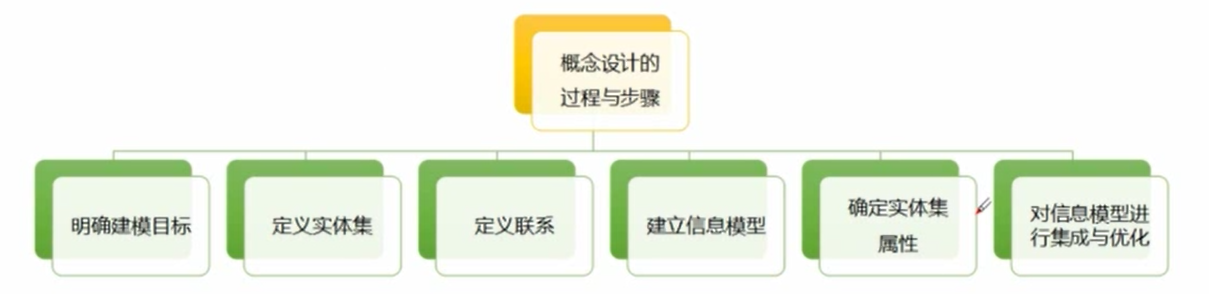 概念设计的
过程与步骤
明确建模目标
定义实体集
定义联系
建立信息模型
确定实体集
属性
对信息模型进
行集成与优化